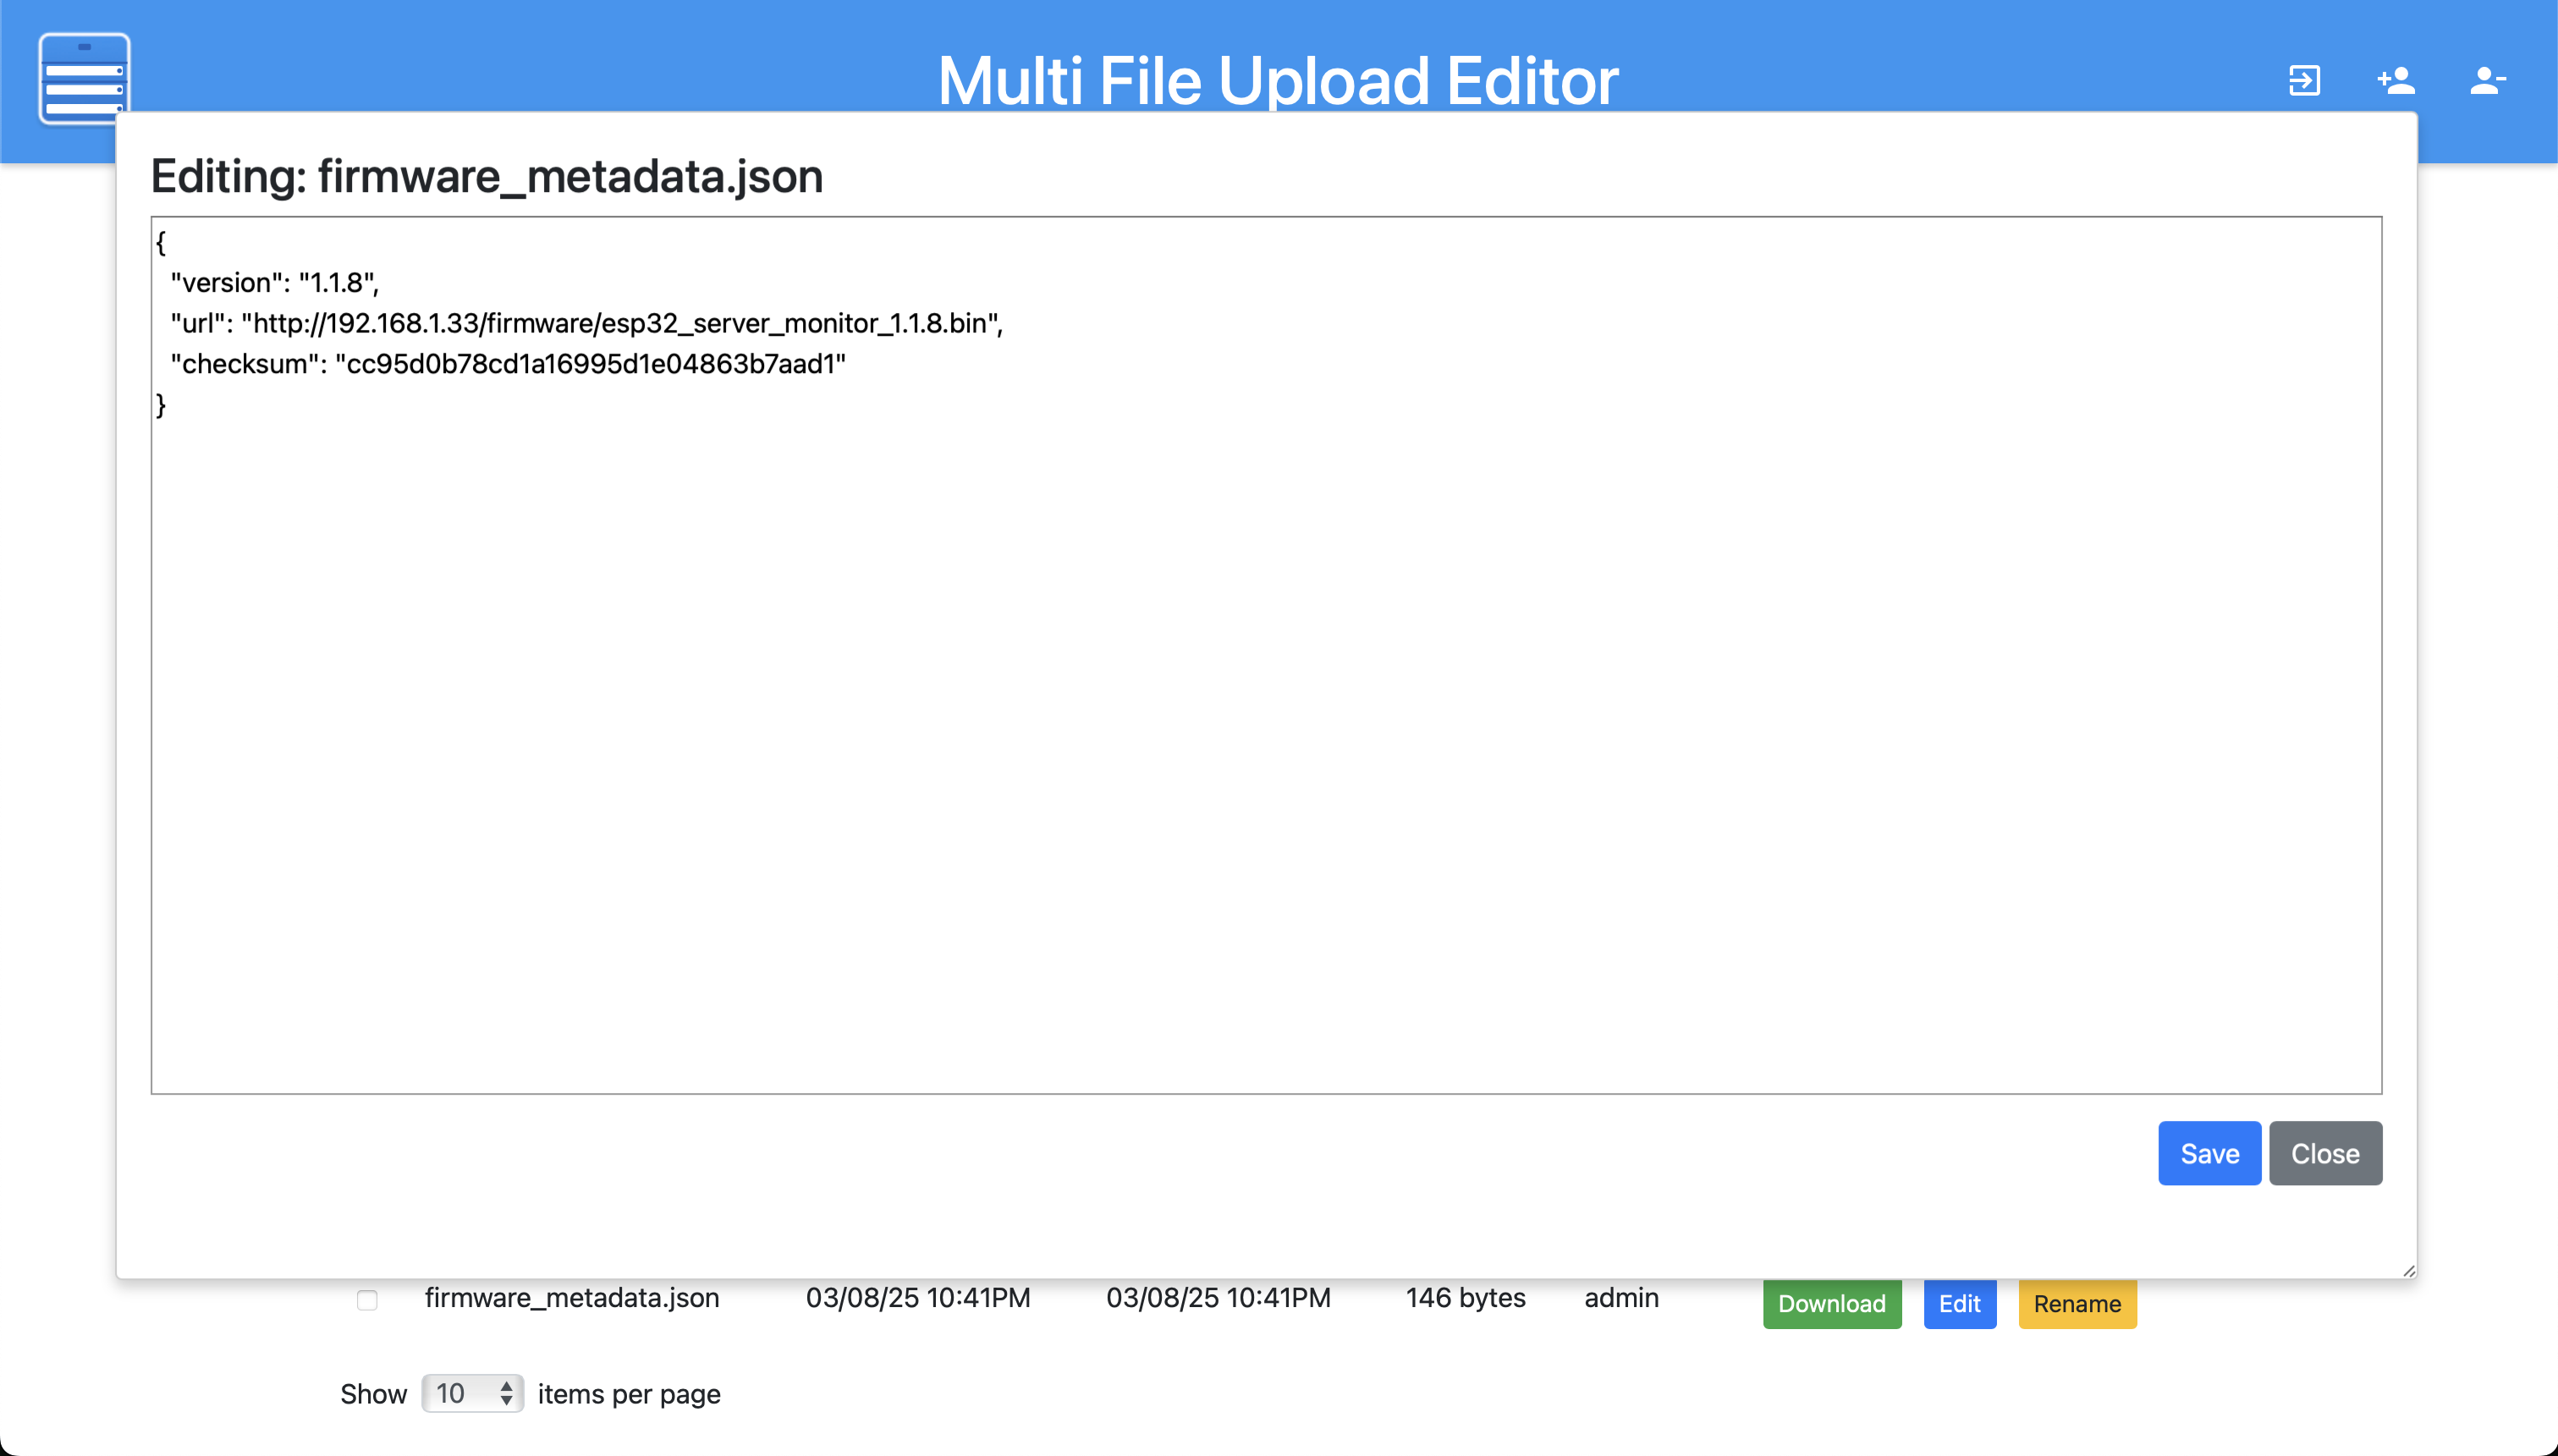 Multi File Upload Editor
Editing: firmware_metadata.json
{
"version": "1.1.8",
"url": "http://192.168.1.33/firmware/esp32_server_monitor_1.1.8.bin",
"checksum": "cc95d0b78cd1a16995d1e04863b7aad1"
}
Save Close
firmware_metadata.json 03/08/25 10:41PM 03/08/25 10:41PM 146 bytes admin Download Edit Rename
Show 10 items per page